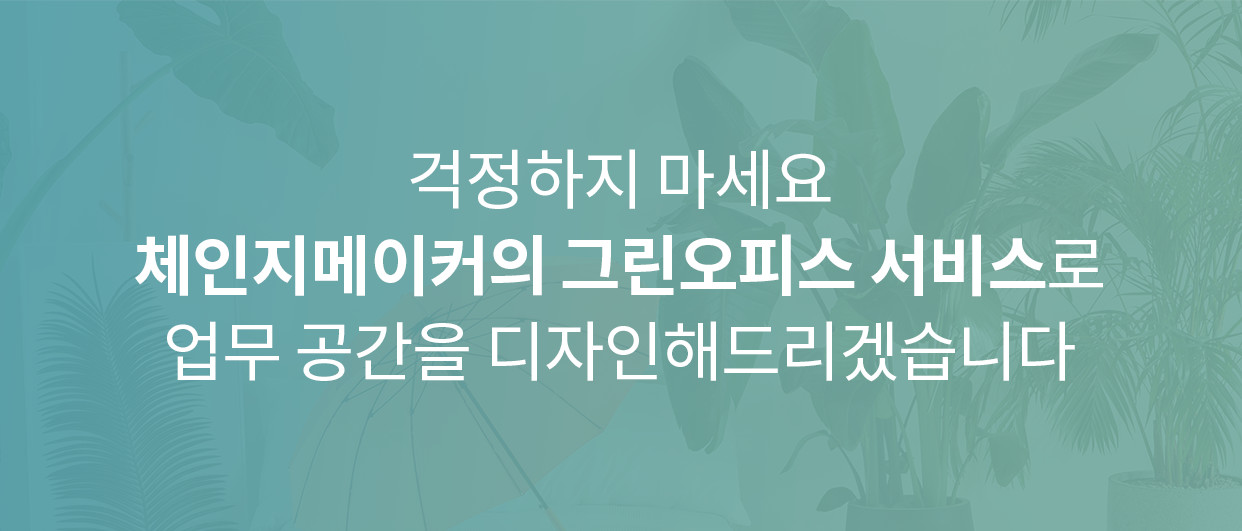 걱정하지 마세요
체인지메이커의 그린오피스 서비스로
업무 공간을 디자인해드리겠습니다